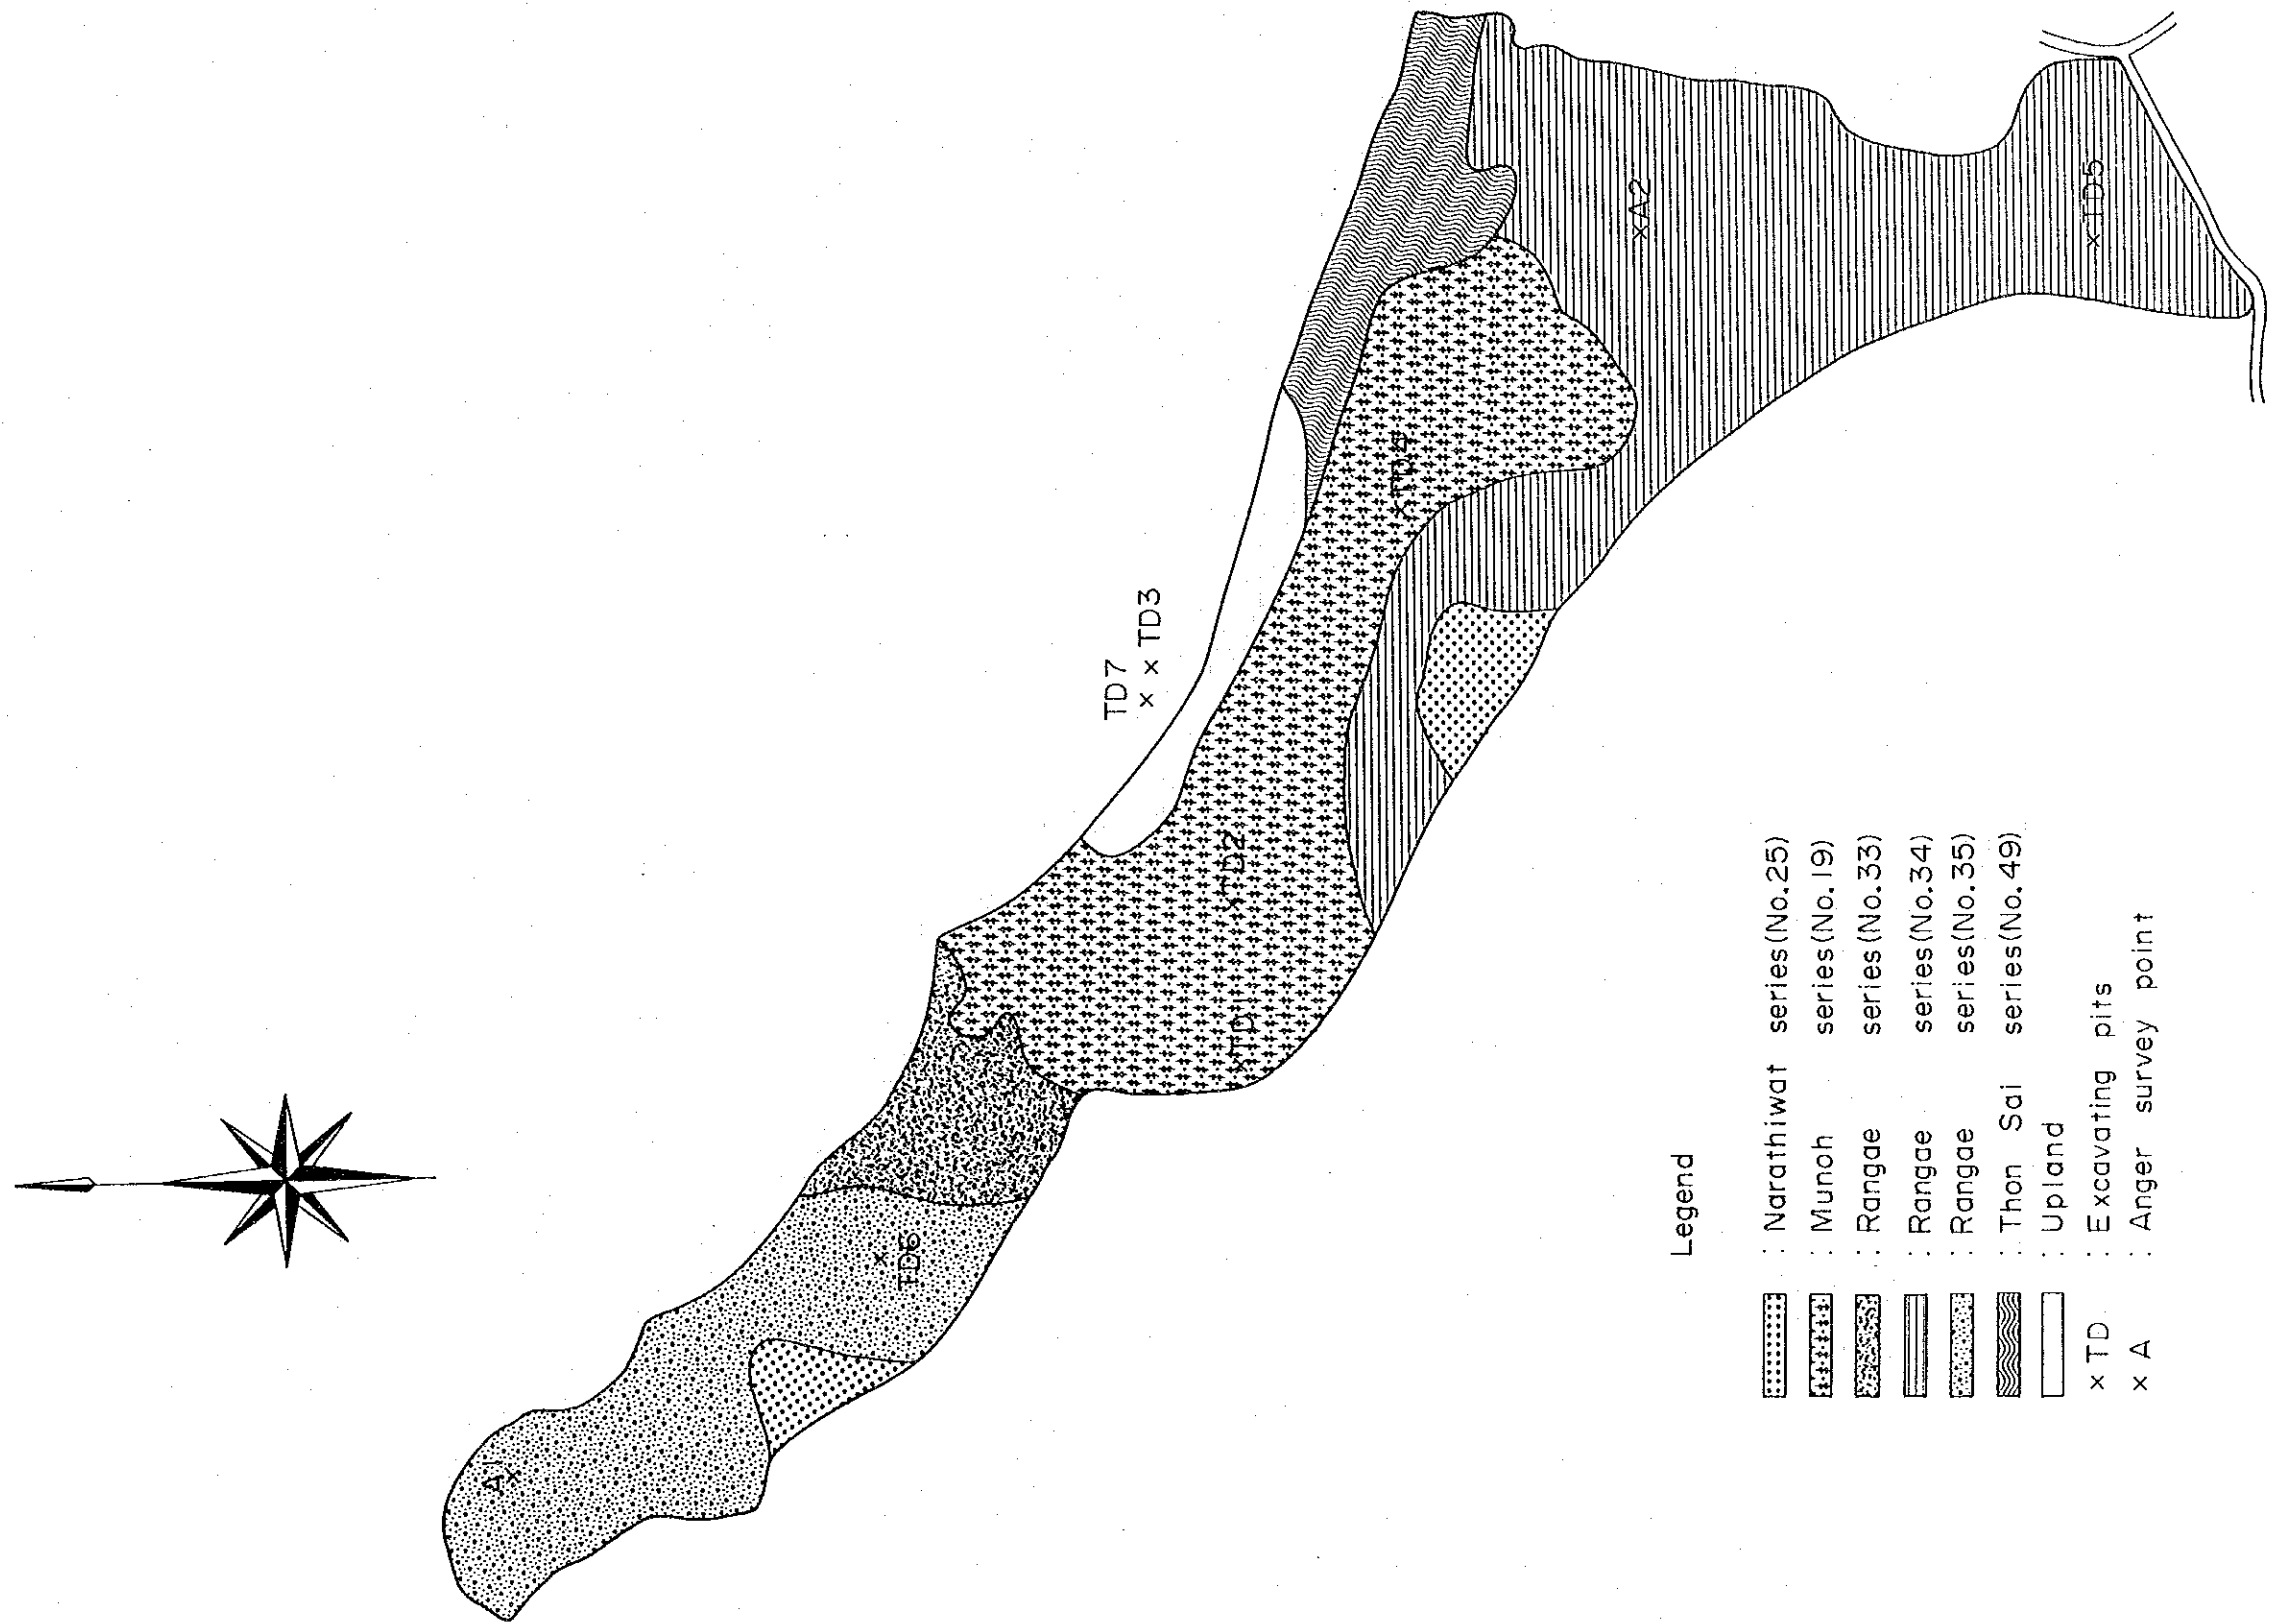 A1
TD6
TD1
TD2
TD7
TD3
TD4
A2
TD5
Legend
: Narathiwat series(No.25)
: Munoh series(No.19)
: Rangae series(No.33)
: Rangae series(No.34)
: Rangae series(No.35)
: Thon Sai series(No.49)
: Upland
× TD : Excavating pits
× A : Anger survey point